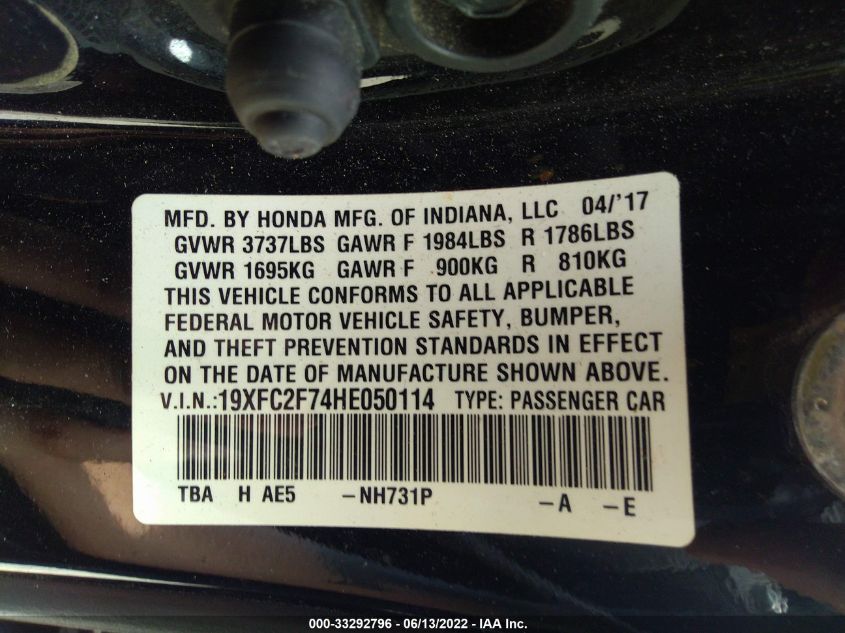 MFD. BY HONDA MFG. OF INDIANA, LLC 04/'17
GVWR 3737LBS GAWR F 1984LBS R 1786LBS
GVWR 1695KG GAWR F 900KG R 810KG
THIS VEHICLE CONFORMS TO ALL APPLICABLE
FEDERAL MOTOR VEHICLE SAFETY, BUMPER,
AND THEFT PREVENTION STANDARDS IN EFFECT
ON THE DATE OF MANUFACTURE SHOWN ABOVE.
V.I.N.:19XFC2F74HE050114 TYPE: PASSENGER CAR
TBA H AE5 -NH731P -A -E
000-33292796 - 06/13/2022 - IAA Inc.